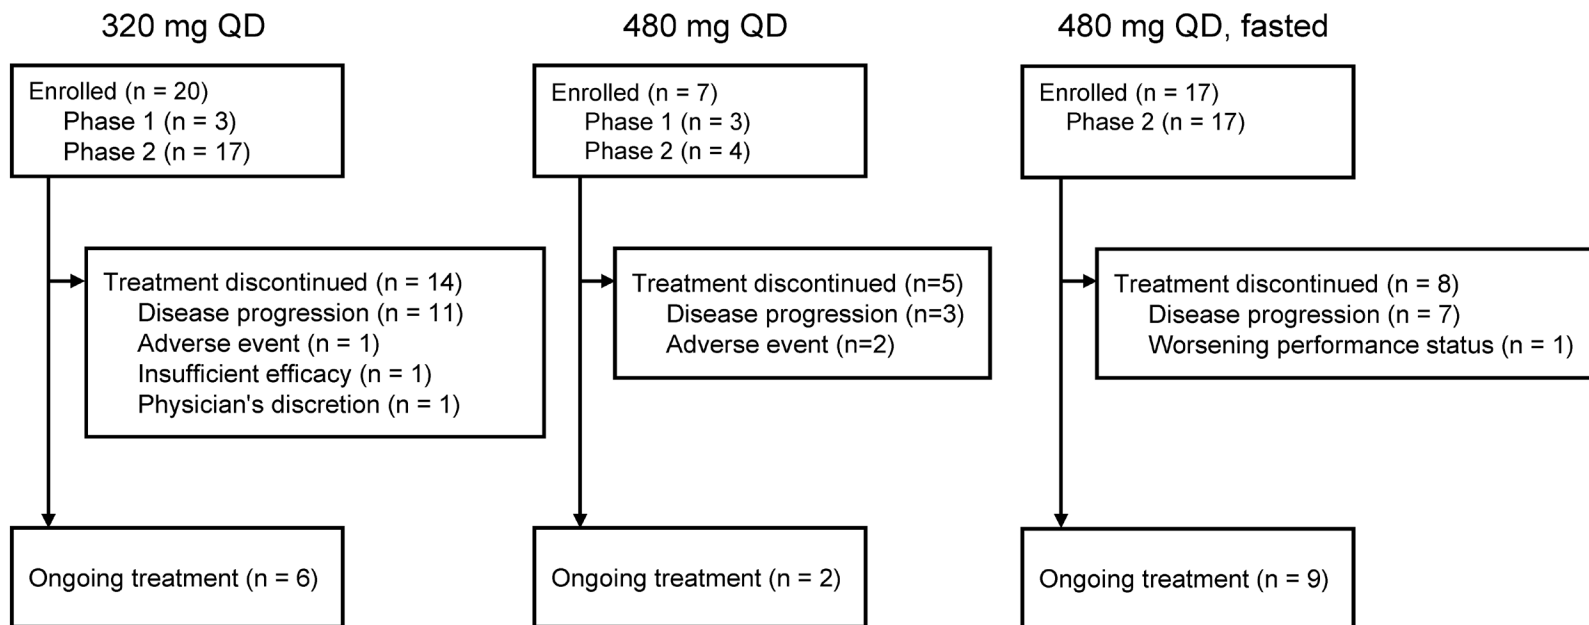 320 mg QD
Enrolled (n = 20)
Phase 1 (n = 3)
Phase 2 (n = 17)
Treatment discontinued (n = 14)
Disease progression (n = 11)
Adverse event (n = 1)
Insufficient efficacy (n = 1)
Physician's discretion (n = 1)
Ongoing treatment (n = 6)
480 mg QD
Enrolled (n = 7)
Phase 1 (n = 3)
Phase 2 (n = 4)
Treatment discontinued (n=5)
Disease progression (n=3)
Adverse event (n=2)
Ongoing treatment (n = 2)
480 mg QD, fasted
Enrolled (n = 17)
Phase 2 (n = 17)
Treatment discontinued (n = 8)
Disease progression (n = 7)
Worsening performance status (n = 1)
Ongoing treatment (n = 9)